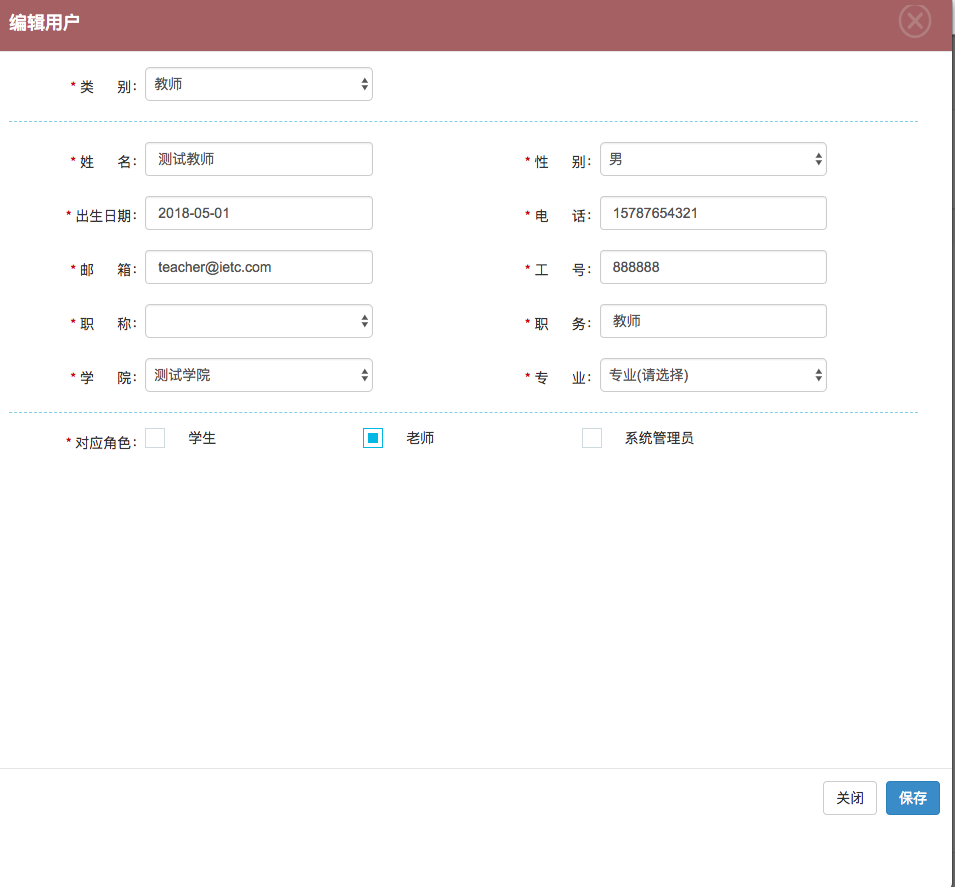 编辑用户
* 类 别: 教师
* 姓 名: 测试教师 * 性 别: 男
* 出生日期: 2018-05-01 * 电 话: 15787654321
* 邮 箱: teacher@ietc.com * 工 号: 888888
* 职 称: * 职 务: 教师
* 学 院: 测试学院 * 专 业: 专业(请选择)
* 对应角色: 学生 老师 系统管理员
关闭 保存